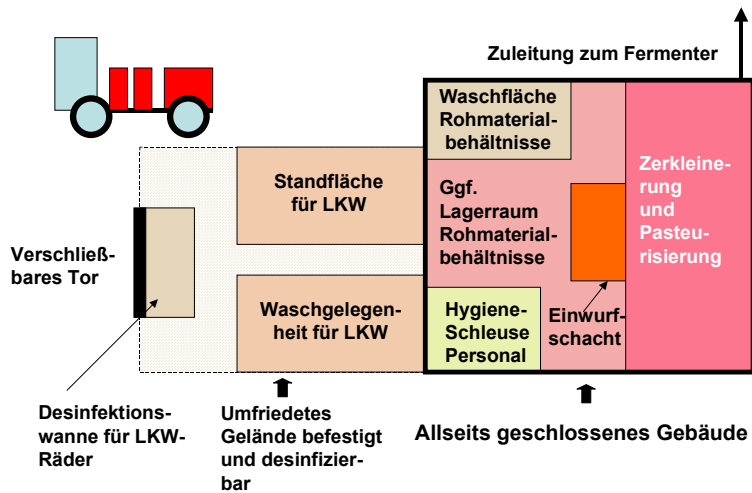 Zuleitung zum Fermenter
Waschfläche
Rohmaterial-
behältnisse
Standfläche
für LKW
Ggf.
Lagerraum
Rohmaterial-
behältnisse
Zerkleine-
rung
und
Pasteu-
risierung
Verschließ-
bares Tor
Waschgelegen-
heit für LKW
Hygiene-
Schleuse
Personal
Einwurf-
schacht
Desinfektions-
wanne für LKW-
Räder
Umfriedetes
Gelände befestigt
und desinfizier-
bar
Allseits geschlossenes Gebäude